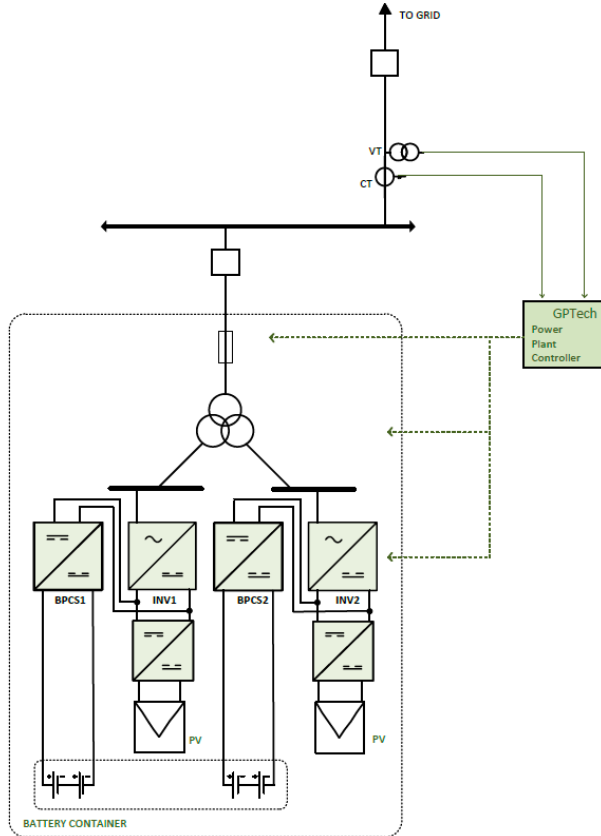 TO GRID
VT
CT
GPTech
Power
Plant
Controller
BPCS1
INV1
BPCS2
INV2
PV
PV
BATTERY CONTAINER